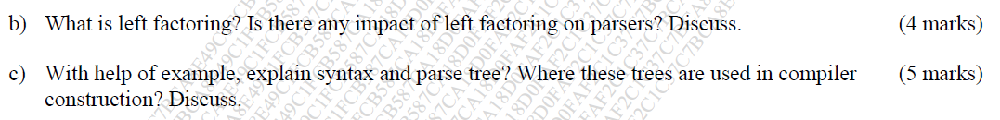 b) What is left factoring? Is there any impact of left factoring on parsers? Discuss. (4 marks)
c) With help of example, explain syntax and parse tree? Where these trees are used in compiler (5 marks)
construction? Discuss.